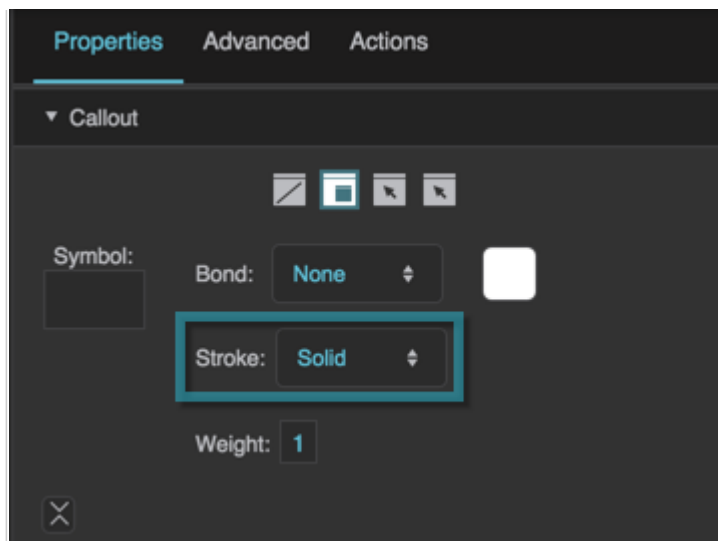 Properties Advanced Actions
Callout
Symbol:
Bond: None
Stroke: Solid
Weight: 1